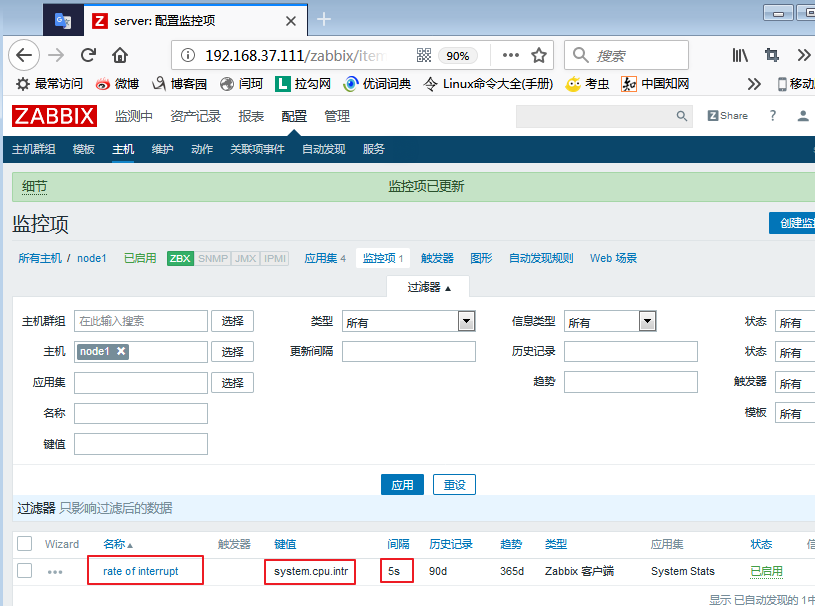 server: 配置监控项
192.168.37.111/zabbix/item
90%
搜索
最常访问 微博 博客园 闫珂 拉勾网 优词词典 Linux命令大全(手册) 考虫 中国知网 移动
ZABBIX 监测中 资产记录 报表 配置 管理 Share ?
主机群组 模板 主机 维护 动作 关联项事件 自动发现 服务
细节 监控项已更新
监控项 创建监控
所有主机 / node1 已启用 ZBX SNMP JMX IPMI 应用集 4 监控项 1 触发器 图形 自动发现规则 Web 场景
过滤器 ▲
主机群组 在此输入搜索 选择 类型 所有 信息类型 所有 状态 所有
主机 node1 选择 更新间隔 历史记录 状态 所有
应用集 选择 趋势 触发器 所有
名称 模板 所有
键值
应用 重设
过滤器 只影响过滤后的数据
Wizard 名称▲ 触发器 键值 间隔 历史记录 趋势 类型 应用集 状态 信
rate of interrupt system.cpu.intr 5s 90d 365d Zabbix 客户端 System Stats 已启用
显示 已自动发现的 1中